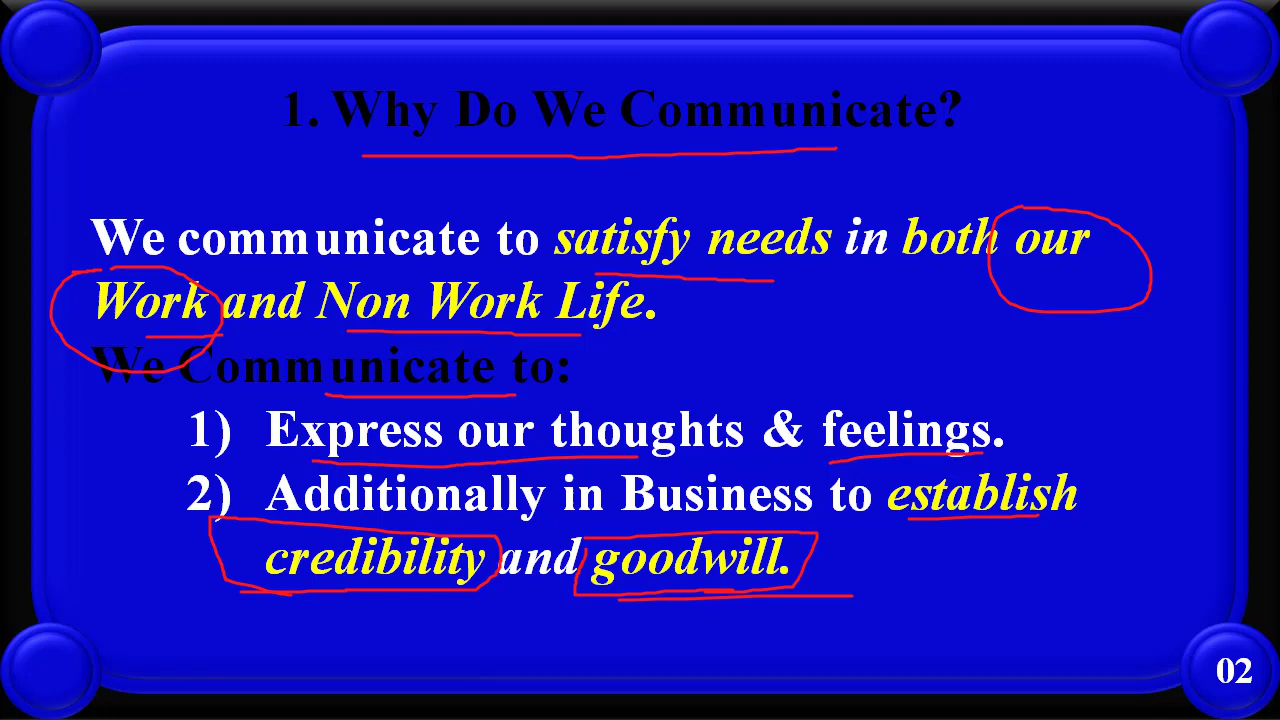 1. Why Do We Communicate?
We communicate to satisfy needs in both our
Work and Non Work Life.
We Communicate to:
1) Express our thoughts & feelings.
2) Additionally in Business to establish
credibility and goodwill.
02